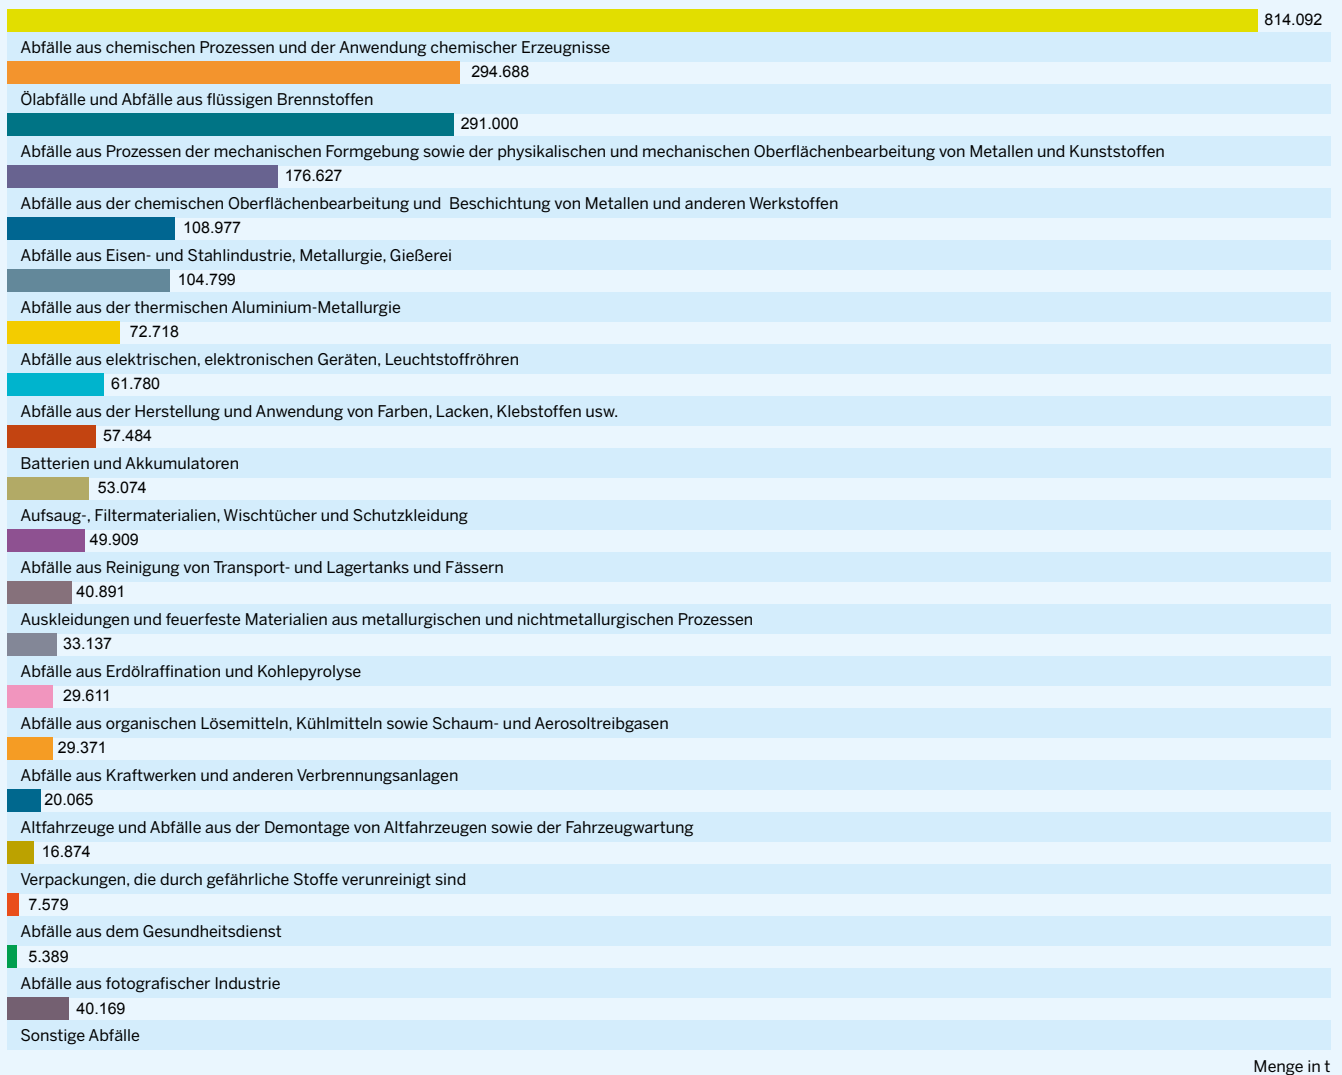 814.092
Abfälle aus chemischen Prozessen und der Anwendung chemischer Erzeugnisse
294.688
Ölabfälle und Abfälle aus flüssigen Brennstoffen
291.000
Abfälle aus Prozessen der mechanischen Formgebung sowie der physikalischen und mechanischen Oberflächenbearbeitung von Metallen und Kunststoffen
176.627
Abfälle aus der chemischen Oberflächenbearbeitung und Beschichtung von Metallen und anderen Werkstoffen
108.977
Abfälle aus Eisen- und Stahlindustrie, Metallurgie, Gießerei
104.799
Abfälle aus der thermischen Aluminium-Metallurgie
72.718
Abfälle aus elektrischen, elektronischen Geräten, Leuchtstoffröhren
61.780
Abfälle aus der Herstellung und Anwendung von Farben, Lacken, Klebstoffen usw.
57.484
Batterien und Akkumulatoren
53.074
Aufsaug-, Filtermaterialien, Wischtücher und Schutzkleidung
49.909
Abfälle aus Reinigung von Transport- und Lagertanks und Fässern
40.891
Auskleidungen und feuerfeste Materialien aus metallurgischen und nichtmetallurgischen Prozessen
33.137
Abfälle aus Erdölraffination und Kohlepyrolyse
29.611
Abfälle aus organischen Lösemitteln, Kühlmitteln sowie Schaum- und Aerosoltreibgasen
29.371
Abfälle aus Kraftwerken und anderen Verbrennungsanlagen
20.065
Altfahrzeuge und Abfälle aus der Demontage von Altfahrzeugen sowie der Fahrzeugwartung
16.874
Verpackungen, die durch gefährliche Stoffe verunreinigt sind
7.579
Abfälle aus dem Gesundheitsdienst
5.389
Abfälle aus fotografischer Industrie
40.169
Sonstige Abfälle
Menge in t